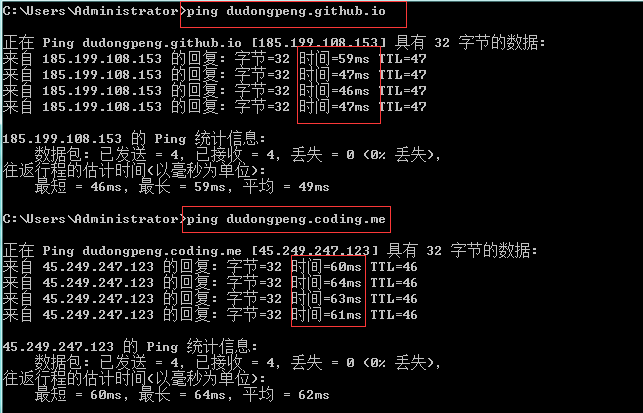 C:\Users\Administrator>ping dudongpeng.github.io
正在 Ping dudongpeng.github.io [185.199.108.153] 具有 32 字节的数据:
来自 185.199.108.153 的回复: 字节=32 时间=59ms TTL=47
来自 185.199.108.153 的回复: 字节=32 时间=47ms TTL=47
来自 185.199.108.153 的回复: 字节=32 时间=46ms TTL=47
来自 185.199.108.153 的回复: 字节=32 时间=47ms TTL=47
185.199.108.153 的 Ping 统计信息:
数据包: 已发送 = 4, 已接收 = 4, 丢失 = 0 (0% 丢失),
往返行程的估计时间(以毫秒为单位):
最短 = 46ms, 最长 = 59ms, 平均 = 49ms
C:\Users\Administrator>ping dudongpeng.coding.me
正在 Ping dudongpeng.coding.me [45.249.247.123] 具有 32 字节的数据:
来自 45.249.247.123 的回复: 字节=32 时间=60ms TTL=46
来自 45.249.247.123 的回复: 字节=32 时间=64ms TTL=46
来自 45.249.247.123 的回复: 字节=32 时间=63ms TTL=46
来自 45.249.247.123 的回复: 字节=32 时间=61ms TTL=46
45.249.247.123 的 Ping 统计信息:
数据包: 已发送 = 4, 已接收 = 4, 丢失 = 0 (0% 丢失),
往返行程的估计时间(以毫秒为单位):
最短 = 60ms, 最长 = 64ms, 平均 = 62ms